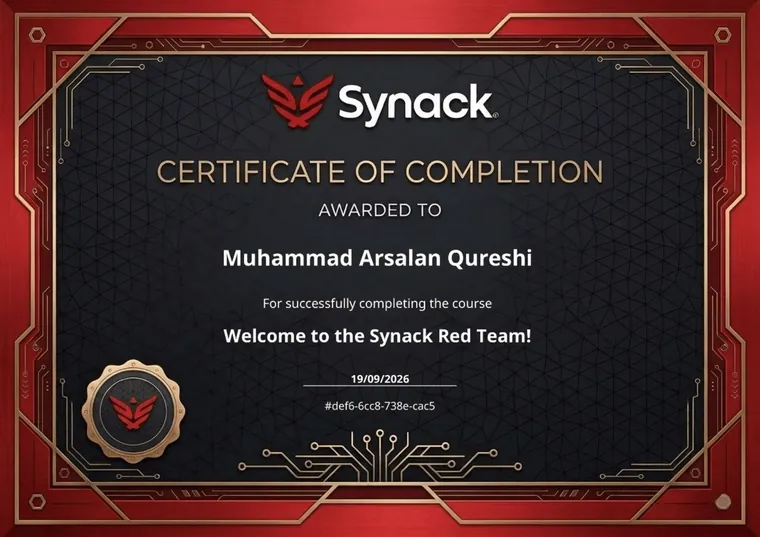 Synack
CERTIFICATE OF COMPLETION
AWARDED TO
Muhammad Arsalan Qureshi
For successfully completing the course
Welcome to the Synack Red Team!
19/09/2026
#def6-6cc8-738e-cac5